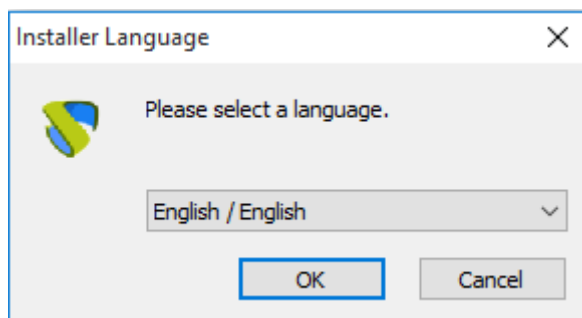 Installer Language
Please select a language.
English / English
OK
Cancel